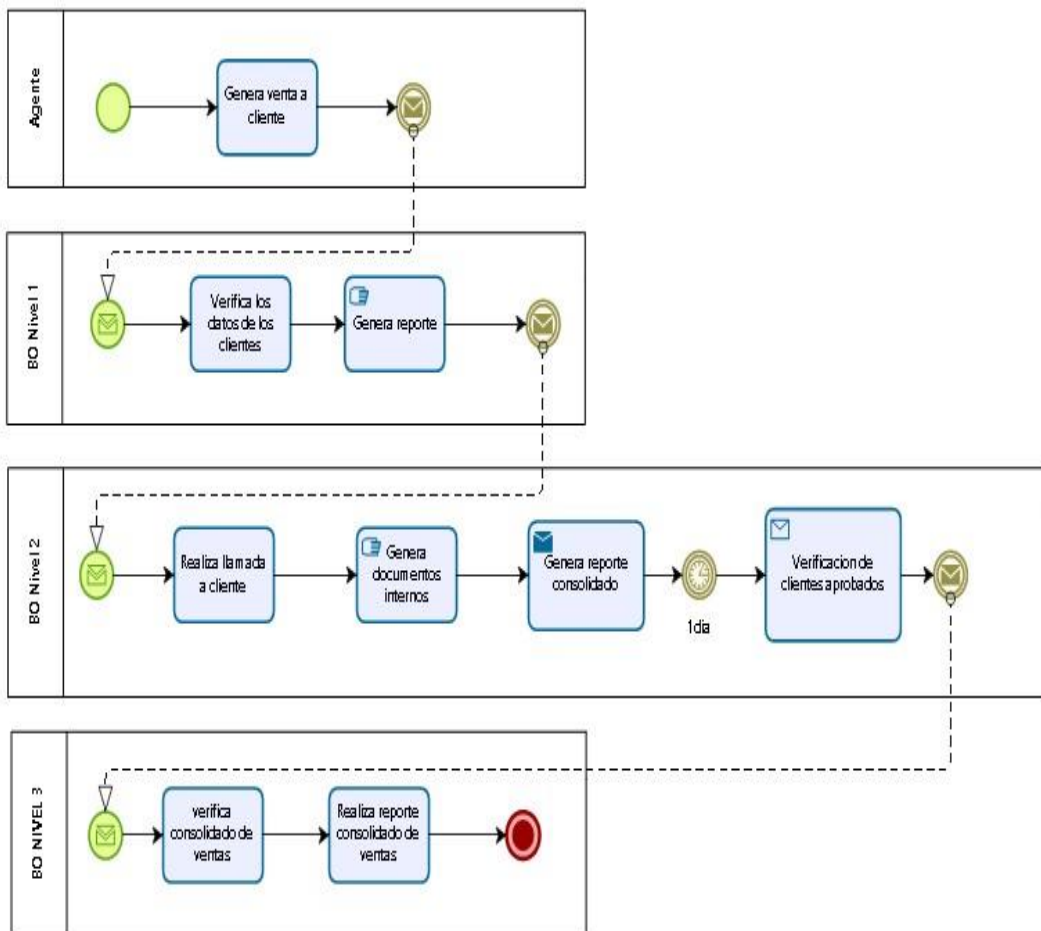 Agente
Genera venta a
cliente
BO Nivel 1
Verifica los
datos de los
clientes
Genera reporte
BO Nivel 2
Realiza llamada
a cliente
Genera
documentos
internos
Genera reporte
consolidado
1 dia
Verificacion de
clientes aprobados
BO NIVEL 3
verifica
consolidado de
ventas
Realiza reporte
consolidado de
ventas